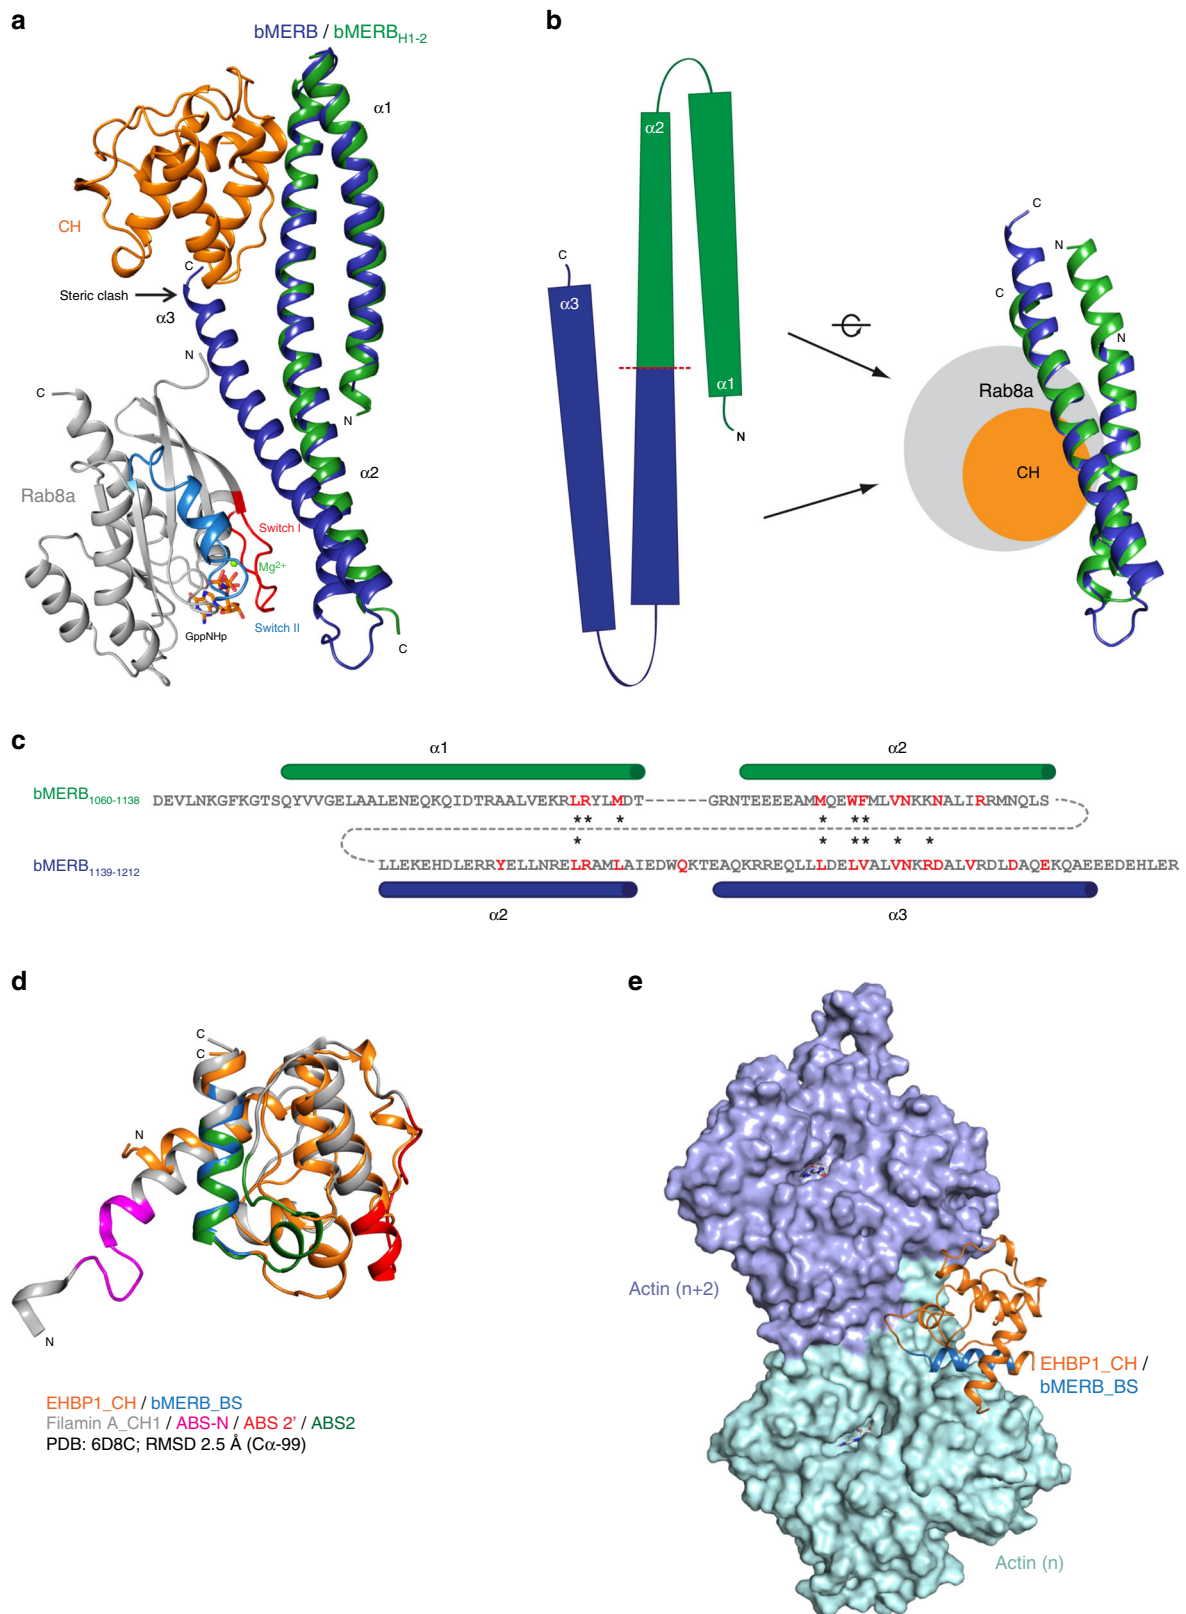 a
bMERB / bMERBH1-2
α1
CH
C
Steric clash
α3
N
C
N
α2
Rab8a
Switch I
Mg2+
GppNHp
Switch II
C
b
α2
C
α3
α1
N
C
N
C
N
Rab8a
CH
c
α1
α2
bMERB1060-1138
DEVLNKGFKGTSQYVVGELAALENEQKQIDTRAALVEKRLRYLMDT-----GRNTEEEEAMMQEWFMLVNKKNALIRRMNQLS
** * * **
* * ** * *
bMERB1139-1212
LLEKEHDLERRYELLNRELRAMLAIEDWQKTEAQKRREQLLLDELVALVNKRDALVRDLDAQEKQAEEEDEHLER
α2
α3
d
C
C
N
N
EHBP1_CH / bMERB_BS
Filamin A_CH1 / ABS-N / ABS 2' / ABS2
PDB: 6D8C; RMSD 2.5 Å (Cα-99)
e
Actin (n+2)
EHBP1_CH /
bMERB_BS
Actin (n)